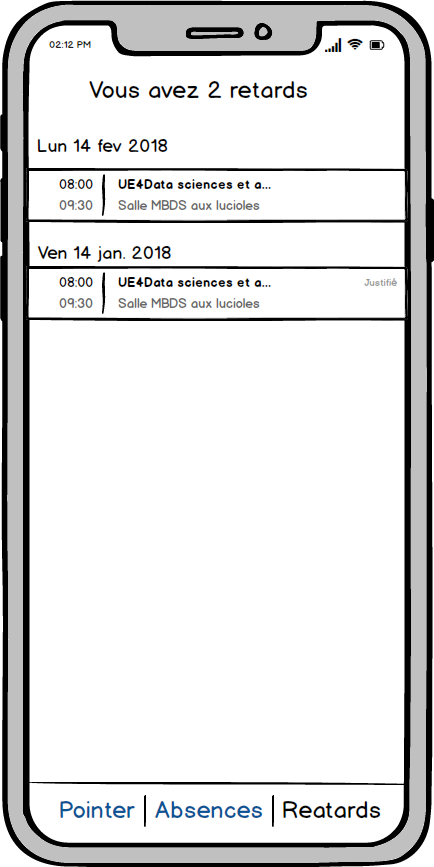 02:12 PM
Vous avez 2 retards
Lun 14 fev 2018
08:00 UE4Data sciences et a...
09:30 Salle MBDS aux lucioles
Ven 14 jan. 2018
08:00 UE4Data sciences et a... Justifié
09:30 Salle MBDS aux lucioles
Pointer Absences Reatards